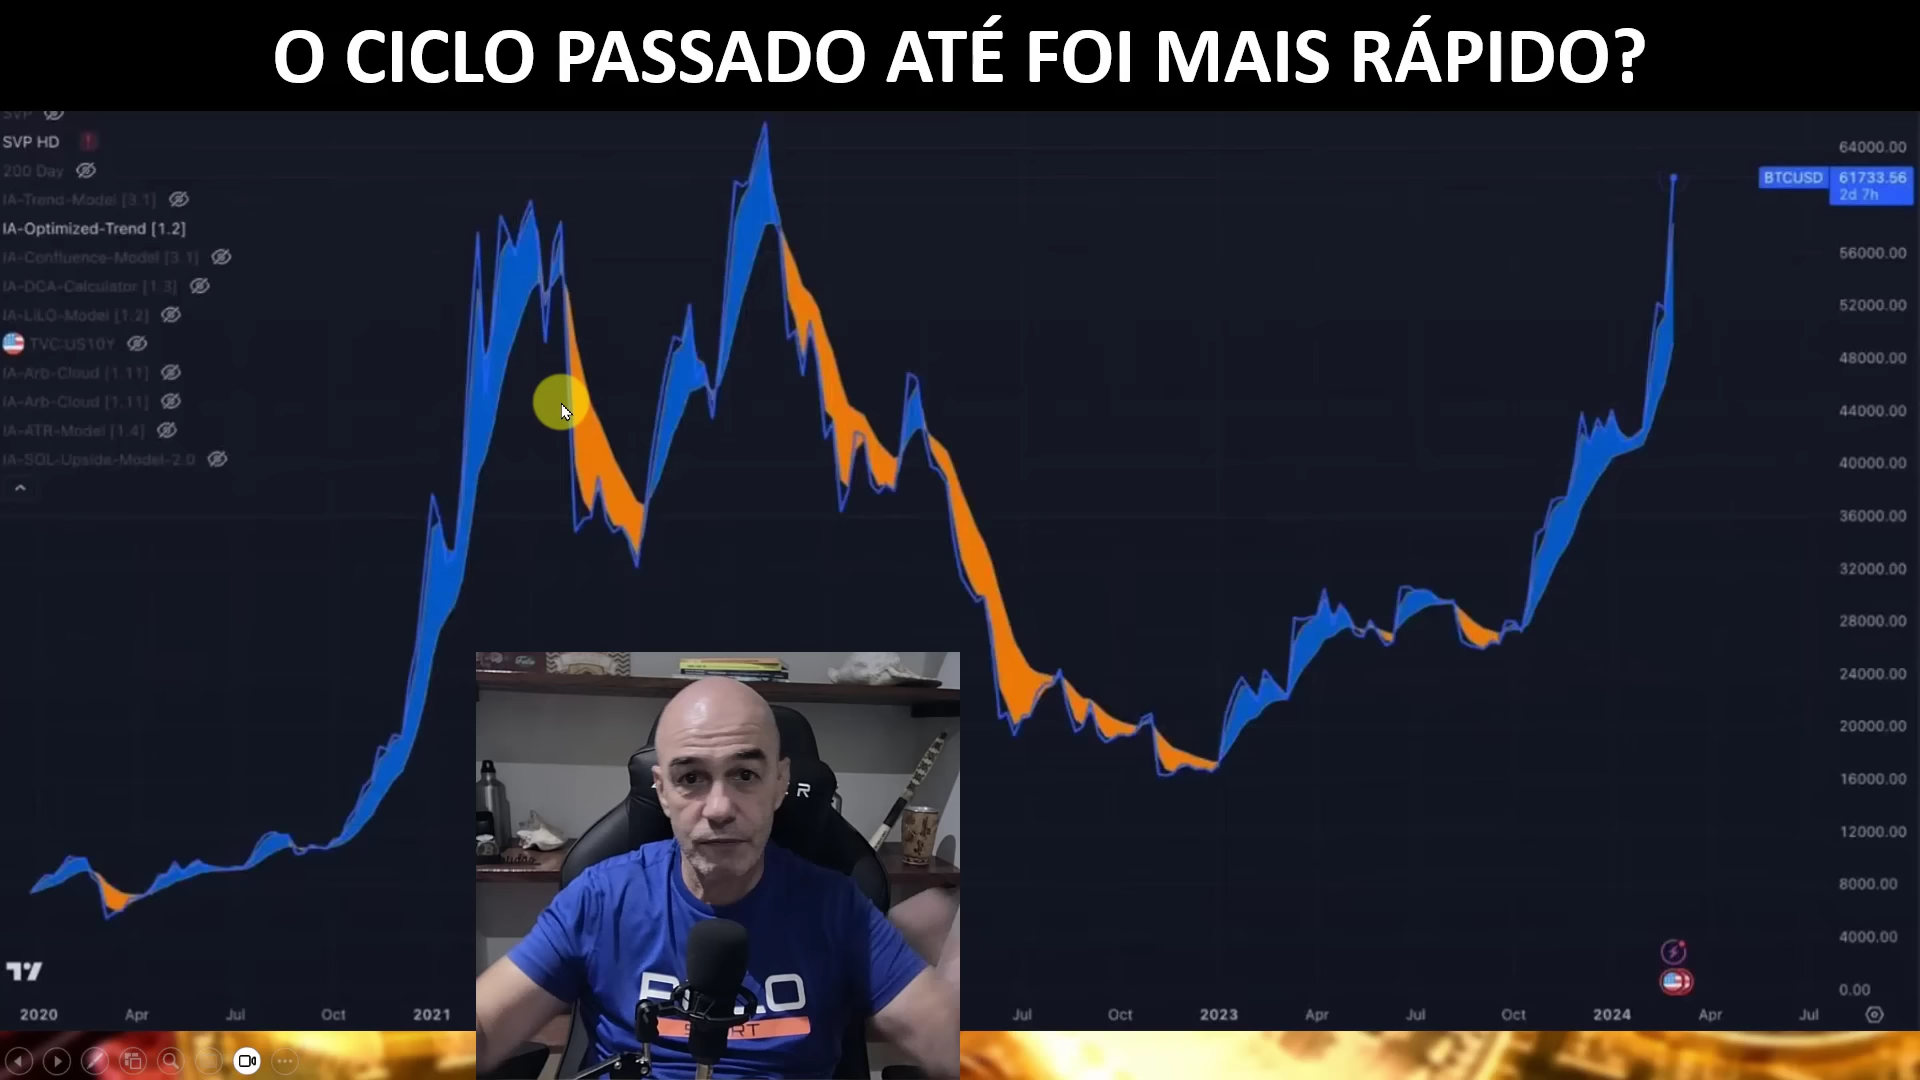 O CICLO PASSADO ATÉ FOI MAIS RÁPIDO?
SVP
SVP HD
200 Day
IA-Trend-Model [3.1]
IA-Optimized-Trend [1.2]
IA-Confluence-Model [3.1]
IA-DCA-Calculator [1.3]
IA-LiLO-Model [1.2]
TVC:US10Y
IA-Arb-Cloud [1.11]
IA-Arb-Cloud [1.11]
IA-ATR-Model [1.4]
IA-SOL-Upside-Model-2.0
64000.00
BTCUSD 61733.56
2d 7h
56000.00
52000.00
48000.00
44000.00
40000.00
36000.00
32000.00
28000.00
24000.00
20000.00
16000.00
12000.00
8000.00
4000.00
0.00
2020 Apr Jul Oct 2021 Jul Oct 2023 Apr Jul Oct 2024 Apr Jul